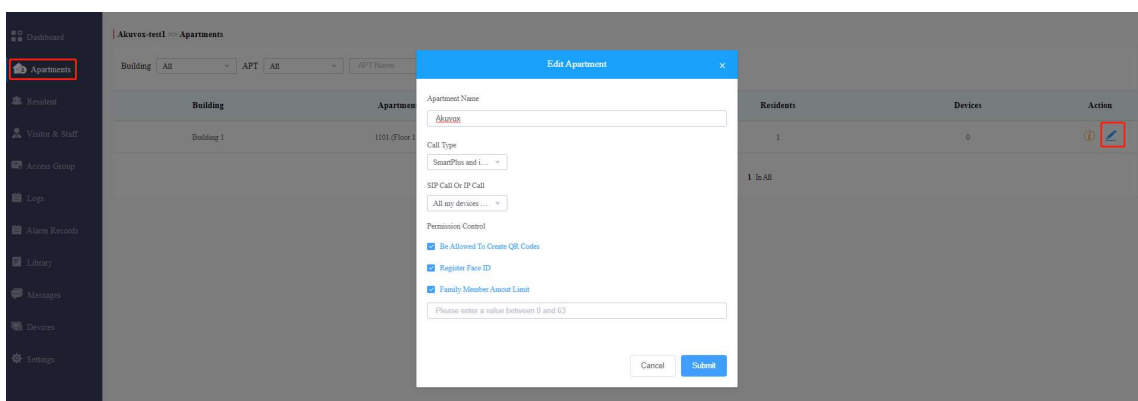 Dashboard
Akuvox-test1 >> Apartments
Apartments
Building All APT All APT Name
Resident
Building Residents Devices Action
Visitor & Staff
Building 1 1101 (Floor 1 0
Access Group
1 In All
Logs
Alarm Records
Library
Messages
Devices
Settings
Edit Apartment ×
Apartment Name
Akuvox
Call Type
SmartPlus and i...
SIP Call Or IP Call
All my devices ...
Permission Control
Be Allowed To Create QR Codes
Register Face ID
Family Member Amout Limit
Please enter a value between 0 and 63
Cancel Submit